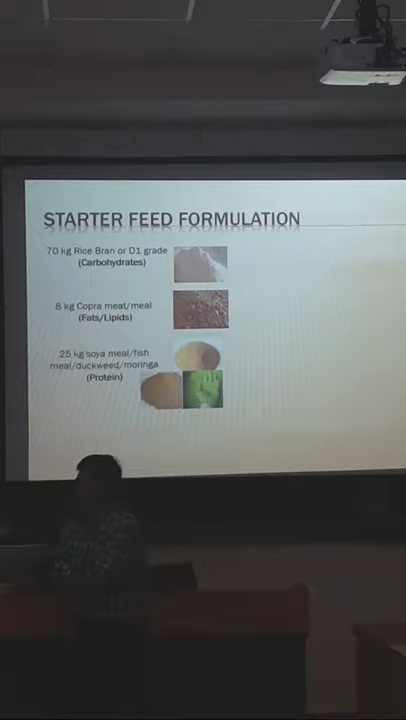 STARTER FEED FORMULATION
70 kg Rice Bran or D1 grade
(Carbohydrates)
8 kg Copra meat/meal
(Fats/Lipids)
25 kg soya meal/fish
meal/duckweed/moringa
(Protein)